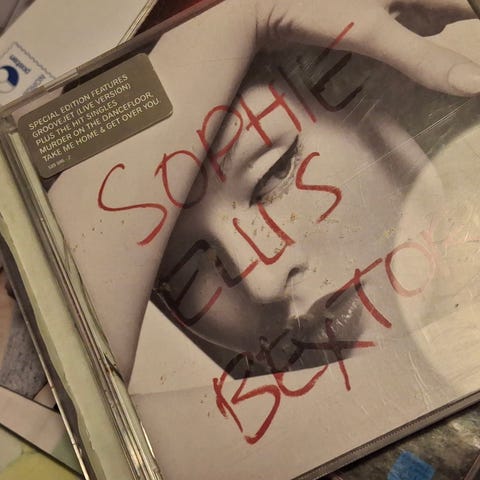 SPECIAL EDITION FEATURES
GROOVEJET (LIVE VERSION)
PLUS THE HIT SINGLES
MURDER ON THE DANCEFLOOR,
TAKE ME HOME & GET OVER YOU.
SOPHIE
ELLIS
BEXTOR